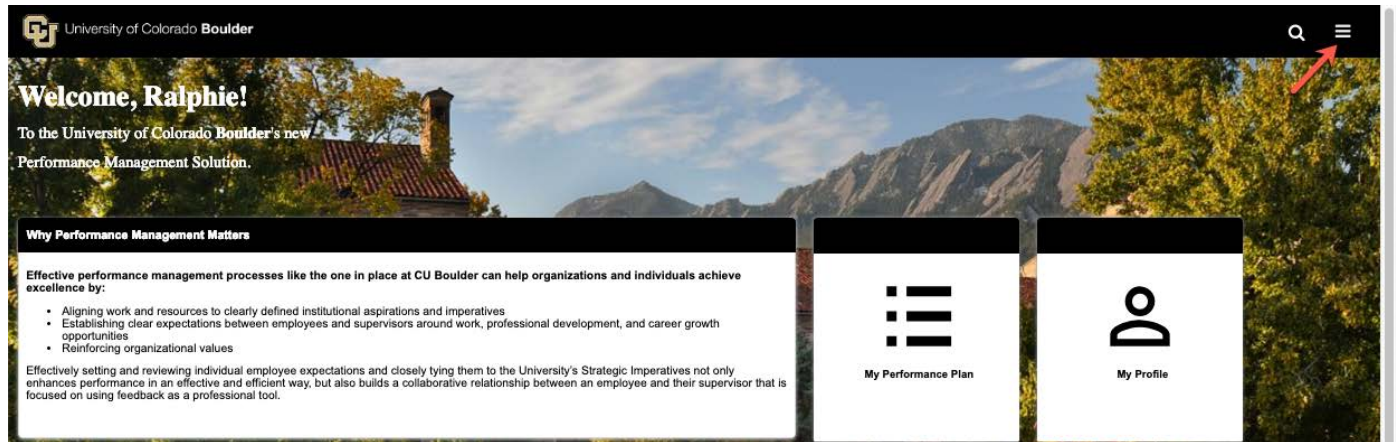 University of Colorado Boulder
Welcome, Ralphie!
To the University of Colorado Boulder's new
Performance Management Solution.
Why Performance Management Matters
Effective performance management processes like the one in place at CU Boulder can help organizations and individuals achieve
excellence by:
• Aligning work and resources to clearly defined institutional aspirations and imperatives
• Establishing clear expectations between employees and supervisors around work, professional development, and career growth
opportunities
• Reinforcing organizational values
Effectively setting and reviewing individual employee expectations and closely tying them to the University's Strategic Imperatives not only
enhances performance in an effective and efficient way, but also builds a collaborative relationship between an employee and their supervisor that is
focused on using feedback as a professional tool.
My Performance Plan
My Profile